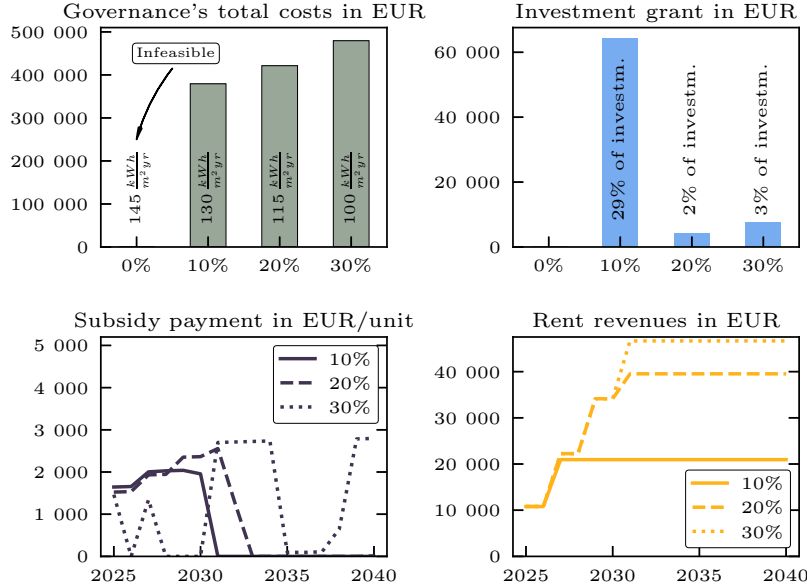 Governance's total costs in EUR
500 000
400 000
300 000
200 000
100 000
0
Infeasible
145 kWh/m²yr
130 kWh/m²yr
115 kWh/m²yr
100 kWh/m²yr
0% 10% 20% 30%
Investment grant in EUR
60 000
40 000
20 000
0
29% of investm.
2% of investm.
3% of investm.
0% 10% 20% 30%
Subsidy payment in EUR/unit
5 000
4 000
3 000
2 000
1 000
0
10%
20%
30%
2025 2030 2035 2040
Rent revenues in EUR
40 000
30 000
20 000
10 000
0
10%
20%
30%
2025 2030 2035 2040